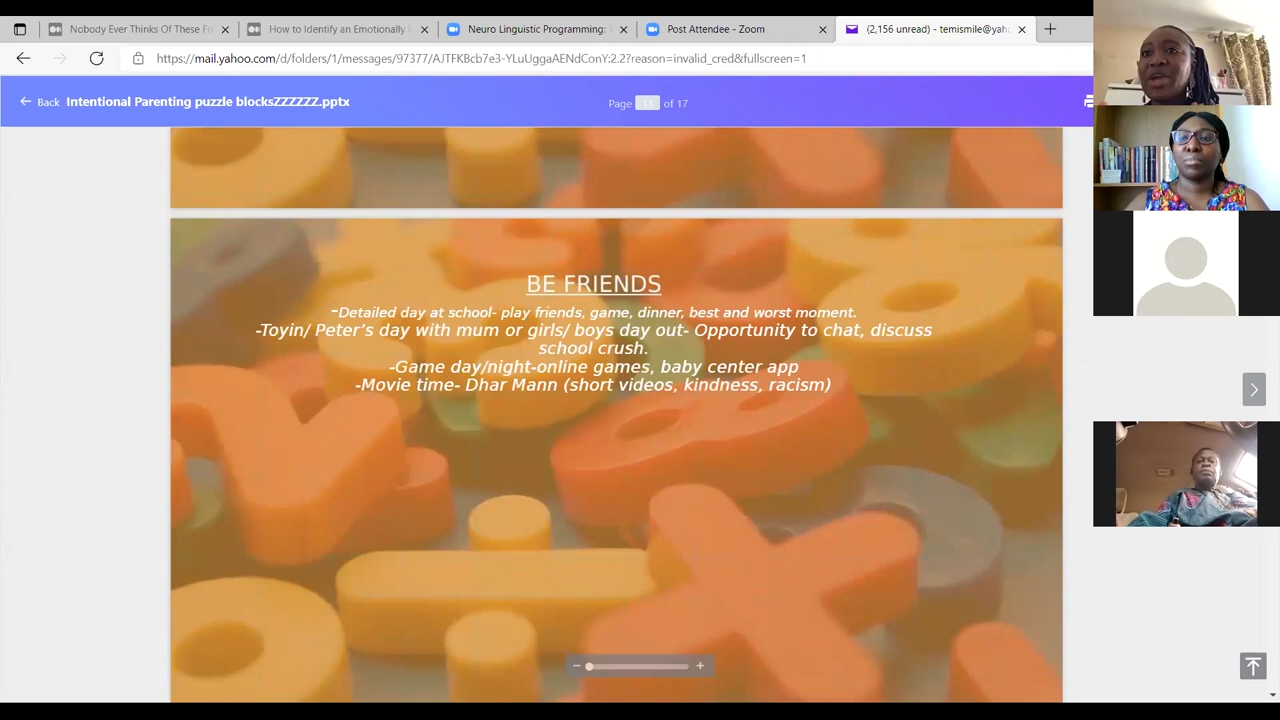 Nobody Ever Thinks Of These Fo
How to Identify an Emotionally I
Neuro Linguistic Programming: T
Post Attendee - Zoom
(2,156 unread) - temismile@yaho
https://mail.yahoo.com/d/folders/1/messages/97377/AJTFKBcb7e3-YLuUggaAENdConY:2.2?reason=invalid_cred&fullscreen=1
Back Intentional Parenting puzzle blocksZZZZZZ.pptx
Page 11 of 17
BE FRIENDS
-Detailed day at school- play friends, game, dinner, best and worst moment.
-Toyin/ Peter's day with mum or girls/ boys day out- Opportunity to chat, discuss
school crush.
-Game day/night-online games, baby center app
-Movie time- Dhar Mann (short videos, kindness, racism)